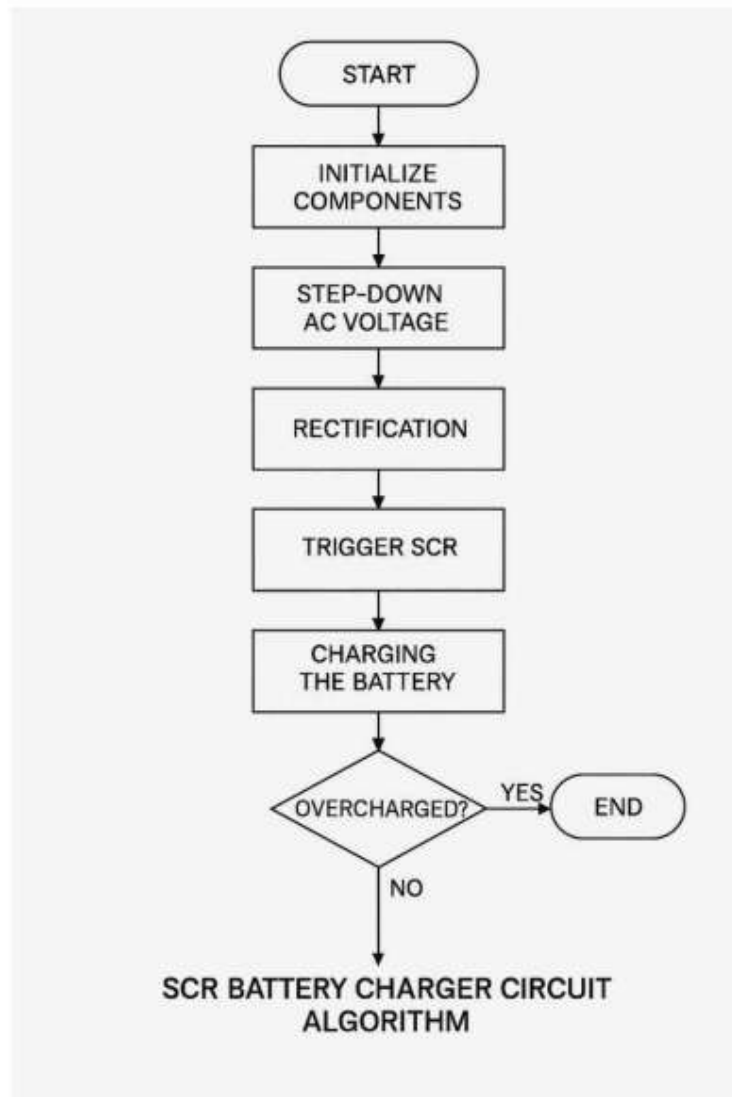 START
INITIALIZE
COMPONENTS
STEP-DOWN
AC VOLTAGE
RECTIFICATION
TRIGGER SCR
CHARGING
THE BATTERY
OVERCHARGED?
YES
END
NO
SCR BATTERY CHARGER CIRCUIT
ALGORITHM